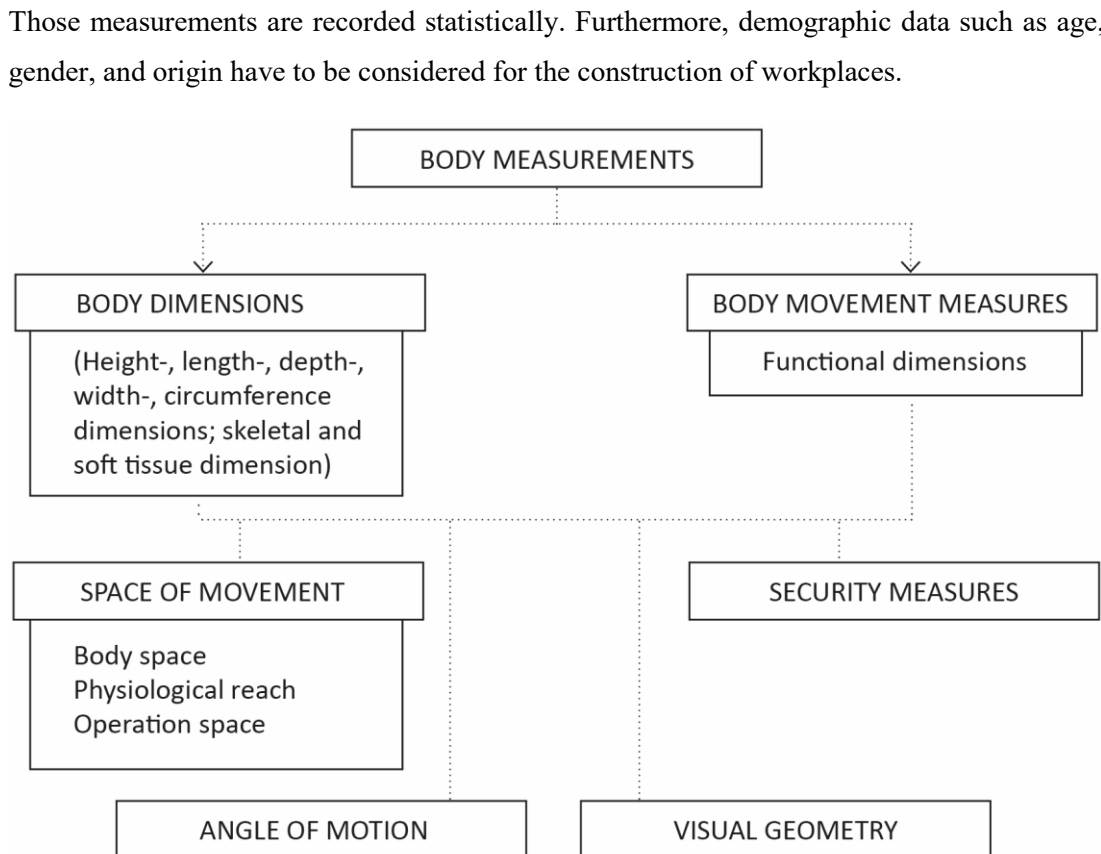 Those measurements are recorded statistically. Furthermore, demographic data such as age,
gender, and origin have to be considered for the construction of workplaces.
BODY MEASUREMENTS
BODY DIMENSIONS
(Height-, length-, depth-,
width-, circumference
dimensions; skeletal and
soft tissue dimension)
BODY MOVEMENT MEASURES
Functional dimensions
SPACE OF MOVEMENT
Body space
Physiological reach
Operation space
SECURITY MEASURES
ANGLE OF MOTION
VISUAL GEOMETRY